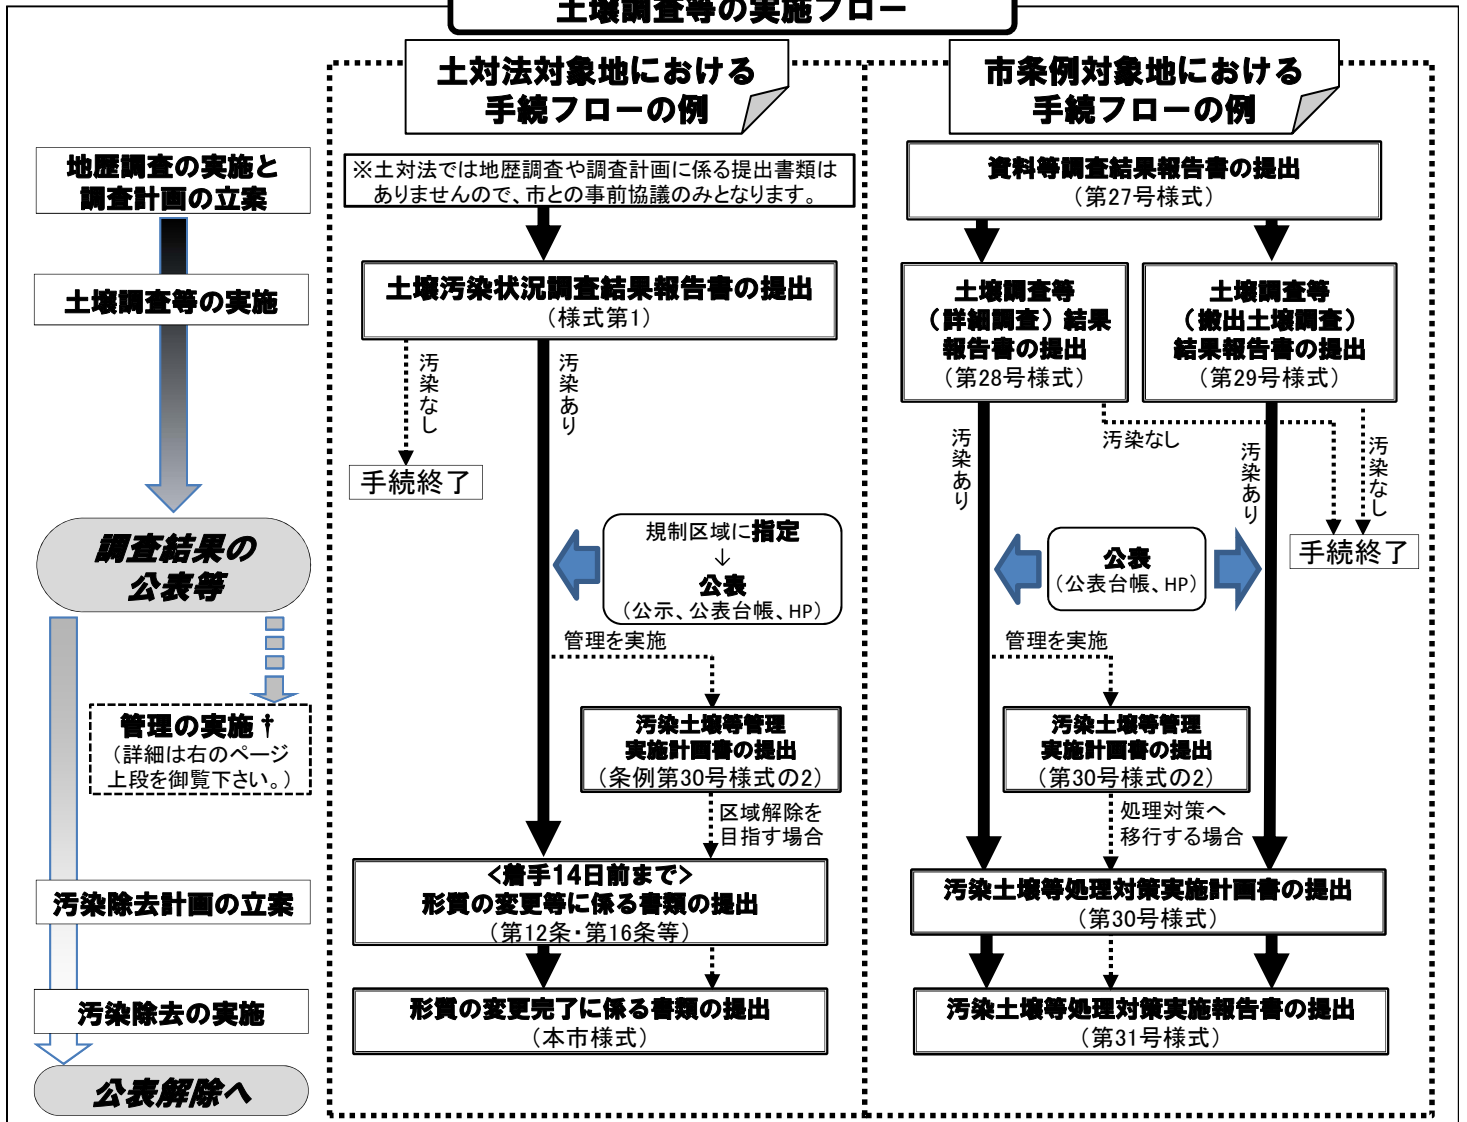 土壌調査等の実施フロー
土対法対象地における
手続フローの例
市条例対象地における
手続フローの例
地歴調査の実施と
調査計画の立案
土壌調査等の実施
調査結果の
公表等
管理の実施†
（詳細は右のページ
上段を御覧下さい。）
汚染除去計画の立案
汚染除去の実施
公表解除へ
※土対法では地歴調査や調査計画に係る提出書類は
ありませんので、市との事前協議のみとなります。
土壌汚染状況調査結果報告書の提出
（様式第1）
汚染なし
汚染あり
手続終了
規制区域に指定
↓
公表
（公示、公表台帳、HP）
管理を実施
汚染土壌等管理
実施計画書の提出
（条例第30号様式の2）
区域解除を
目指す場合
<着手14日前まで>
形質の変更等に係る書類の提出
（第12条・第16条等）
形質の変更完了に係る書類の提出
（本市様式）
資料等調査結果報告書の提出
（第27号様式）
土壌調査等
（詳細調査）結果
報告書の提出
（第28号様式）
土壌調査等
（搬出土壌調査）
結果報告書の提出
（第29号様式）
汚染あり
汚染なし
汚染あり
汚染なし
手続終了
公表
（公表台帳、HP）
管理を実施
汚染土壌等管理
実施計画書の提出
（第30号様式の2）
処理対策へ
移行する場合
汚染土壌等処理対策実施計画書の提出
（第30号様式）
汚染土壌等処理対策実施報告書の提出
（第31号様式）